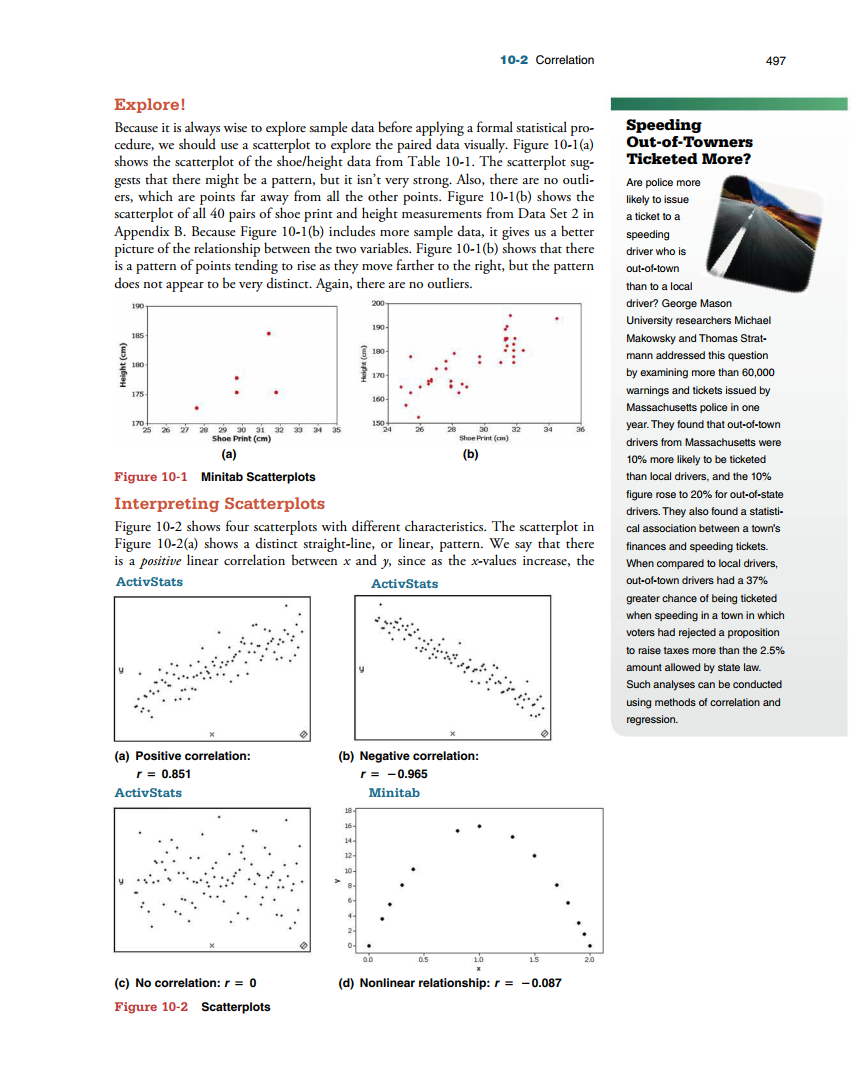 10-2 Correlation
497
Explore!
Because it is always wise to explore sample data before applying a formal statistical pro-
cedure, we should use a scatterplot to explore the paired data visually. Figure 10-1(a)
shows the scatterplot of the shoe/height data from Table 10-1. The scatterplot sug-
gests that there might be a pattern, but it isn't very strong. Also, there are no outli-
ers, which are points far away from all the other points. Figure 10-1(b) shows the
scatterplot of all 40 pairs of shoe print and height measurements from Data Set 2 in
Appendix B. Because Figure 10-1(b) includes more sample data, it gives us a better
picture of the relationship between the two variables. Figure 10-1(b) shows that there
is a pattern of points tending to rise as they move farther to the right, but the pattern
does not appear to be very distinct. Again, there are no outliers.
190
185
180
175
170
Height (cm)
25 26 27 28 29 30 31 32 33 34 35
Shoe Print (cm)
(a)
200
190
180
170
160
150
Height (cm)
24 26 28 30 32 34 36
Shoe Print (cm)
(b)
Figure 10-1 Minitab Scatterplots
Interpreting Scatterplots
Figure 10-2 shows four scatterplots with different characteristics. The scatterplot in
Figure 10-2(a) shows a distinct straight-line, or linear, pattern. We say that there
is a positive linear correlation between x and y, since as the x-values increase, the
ActivStats
y
x
(a) Positive correlation:
r = 0.851
ActivStats
y
x
(b) Negative correlation:
r = −0.965
ActivStats
y
x
(c) No correlation: r = 0
Minitab
18
16
14
12
10
8
6
4
2
0
y
0.0 0.5 1.0 1.5 2.0
x
(d) Nonlinear relationship: r = −0.087
Figure 10-2 Scatterplots
Speeding
Out-of-Towners
Ticketed More?
Are police more
likely to issue
a ticket to a
speeding
driver who is
out-of-town
than to a local
driver? George Mason
University researchers Michael
Makowsky and Thomas Strat-
mann addressed this question
by examining more than 60,000
warnings and tickets issued by
Massachusetts police in one
year. They found that out-of-town
drivers from Massachusetts were
10% more likely to be ticketed
than local drivers, and the 10%
figure rose to 20% for out-of-state
drivers. They also found a statisti-
cal association between a town's
finances and speeding tickets.
When compared to local drivers,
out-of-town drivers had a 37%
greater chance of being ticketed
when speeding in a town in which
voters had rejected a proposition
to raise taxes more than the 2.5%
amount allowed by state law.
Such analyses can be conducted
using methods of correlation and
regression.